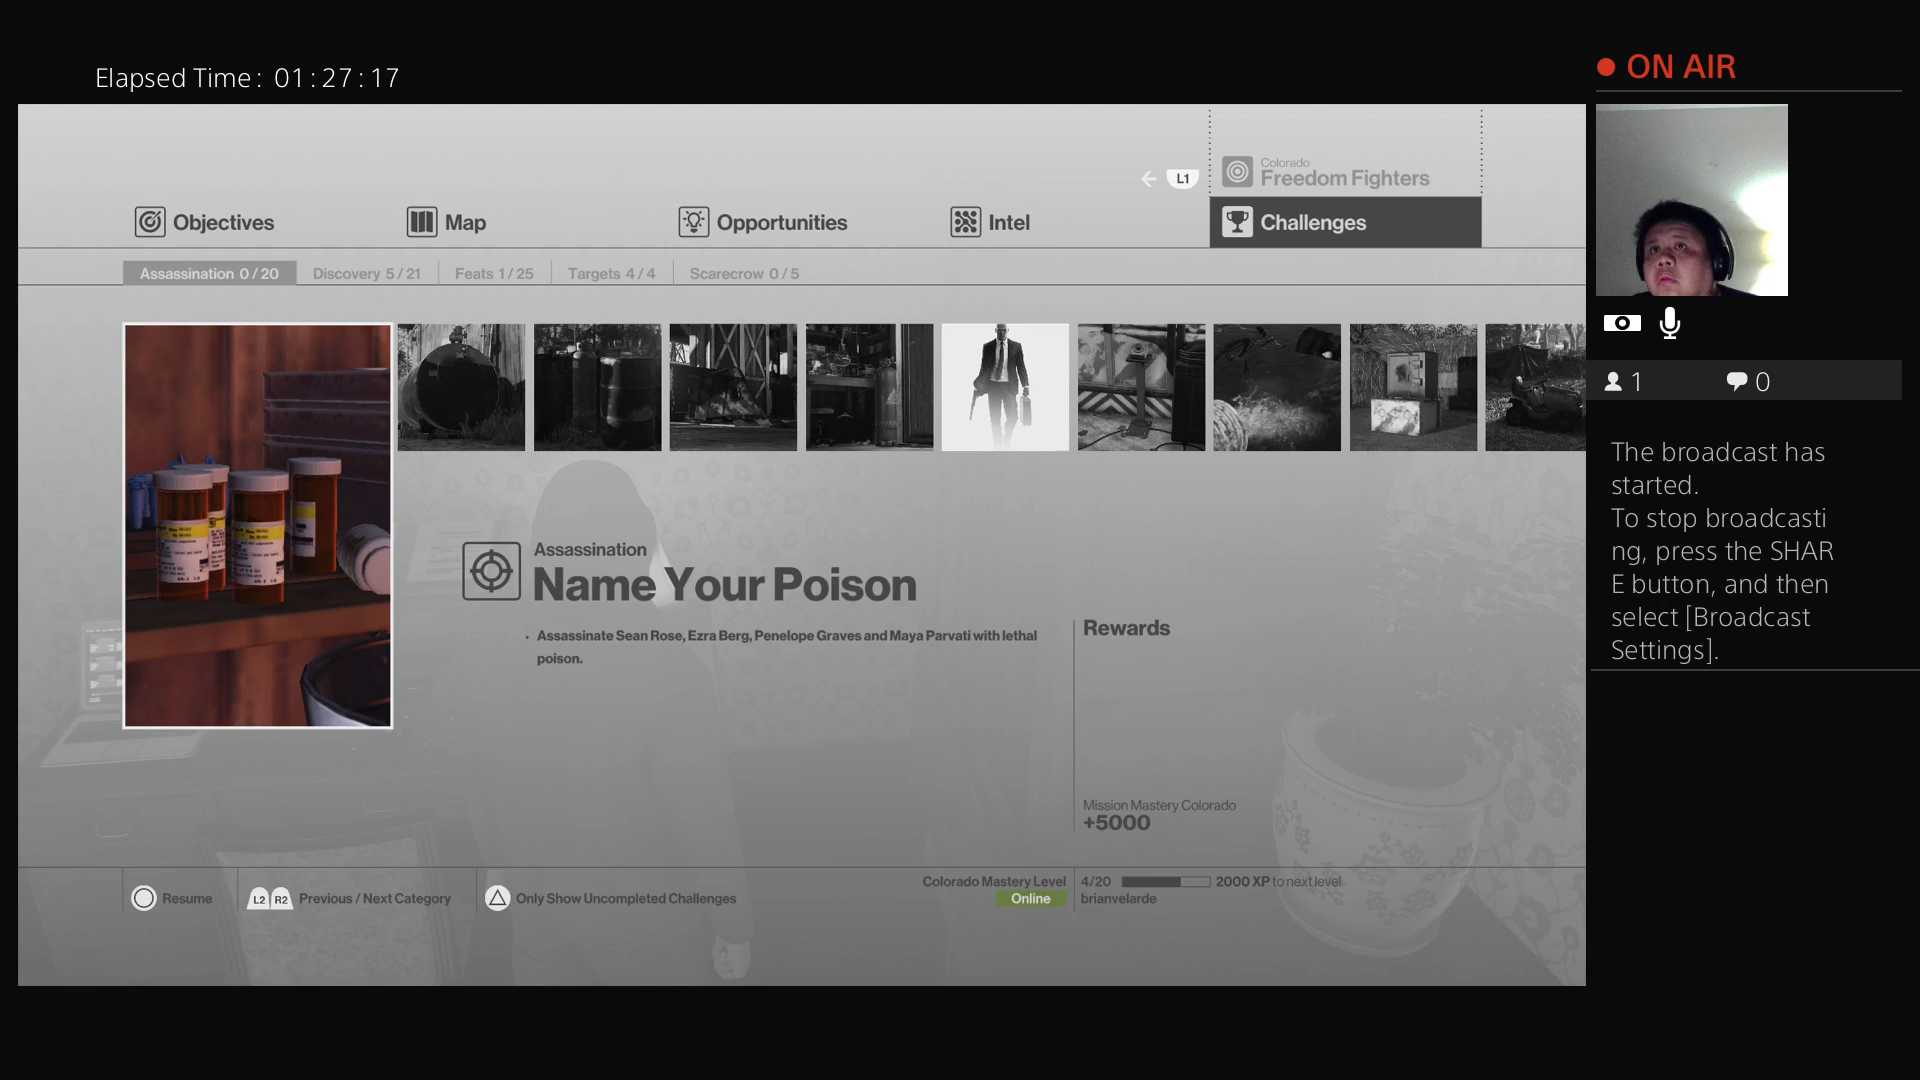 Elapsed Time: 01:27:17
ON AIR
L1
Colorado
Freedom Fighters
Objectives
Map
Opportunities
Intel
Challenges
Assassination 0/20
Discovery 5/21
Feats 1/25
Targets 4/4
Scarecrow 0/5
1
0
The broadcast has
started.
To stop broadcasti
ng, press the SHAR
E button, and then
select [Broadcast
Settings].
Assassination
Name Your Poison
· Assassinate Sean Rose, Ezra Berg, Penelope Graves and Maya Parvati with lethal
poison.
Rewards
Mission Mastery Colorado
+5000
Resume
L2 R2 Previous / Next Category
Only Show Uncompleted Challenges
Colorado Mastery Level
Online
4/20
2000 XP to next level
brianvelarde